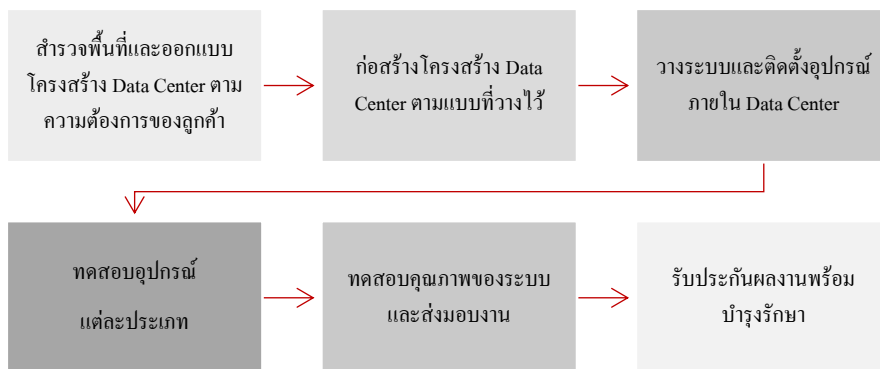 สำรวจพื้นที่และออกแบบ
โครงสร้าง Data Center ตาม
ความต้องการของลูกค้า
ก่อสร้างโครงสร้าง Data
Center ตามแบบที่วางไว้
วางระบบและติดตั้งอุปกรณ์
ภายใน Data Center
ทดสอบอุปกรณ์
แต่ละประเภท
ทดสอบคุณภาพของระบบ
และส่งมอบงาน
รับประกันผลงานพร้อม
บำรุงรักษา